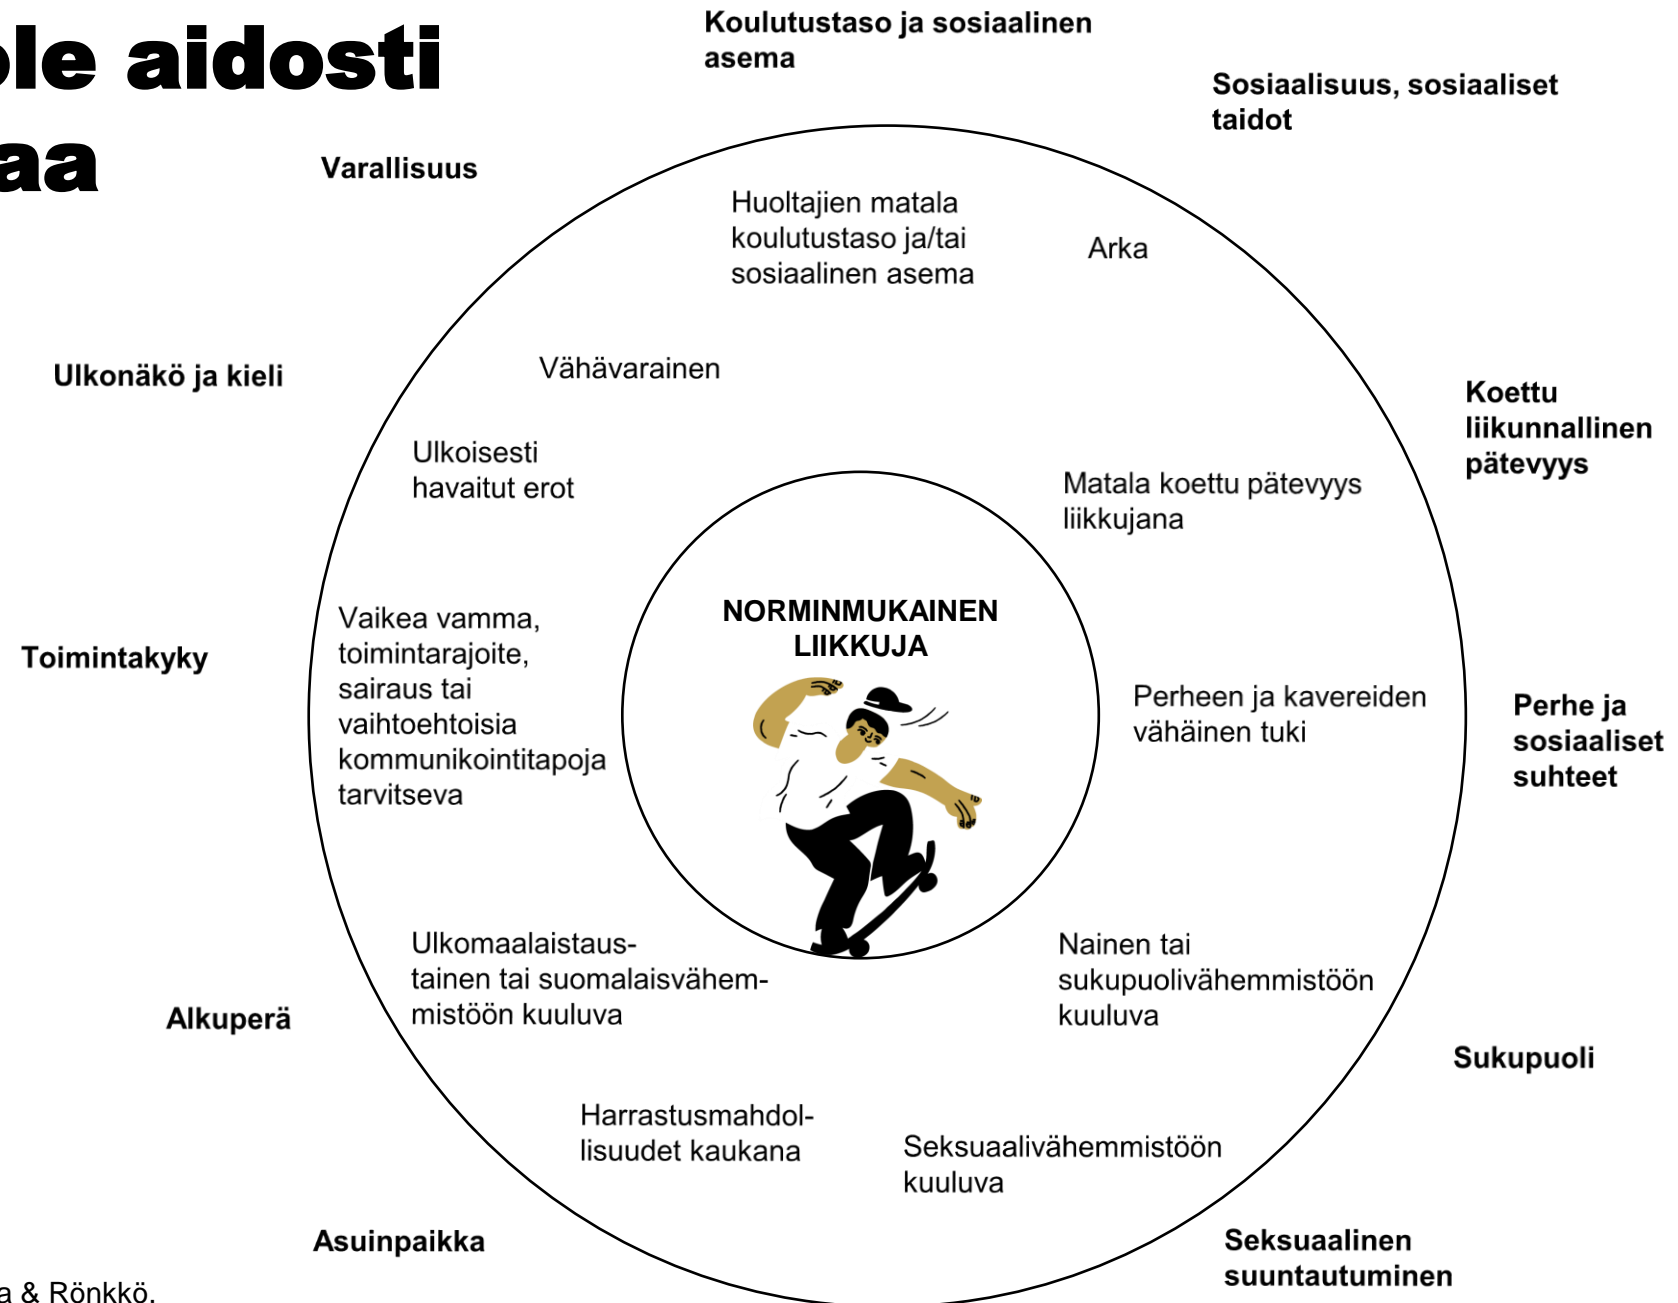 ole aidosti
aa
Koulutustaso ja sosiaalinen
asema
Sosiaalisuus, sosiaaliset
taidot
Varallisuus
Huoltajien matala
koulutustaso ja/tai
sosiaalinen asema
Arka
Ulkonäkö ja kieli
Vähävarainen
Koettu
liikunnallinen
pätevyys
Ulkoisesti
havaitut erot
Matala koettu pätevyys
liikkujana
NORMINMUKAINEN
LIIKKUJA
Toimintakyky
Vaikea vamma,
toimintarajoite,
sairaus tai
vaihtoehtoisia
kommunikointitapoja
tarvitseva
Perheen ja kavereiden
vähäinen tuki
Perhe ja
sosiaaliset
suhteet
Ulkomaalaistaus-
tainen tai suomalaisvähem-
mistöön kuuluva
Nainen tai
sukupuolivähemmistöön
kuuluva
Alkuperä
Sukupuoli
Harrastusmahdol-
lisuudet kaukana
Seksuaalivähemmistöön
kuuluva
Asuinpaikka
Seksuaalinen
suuntautuminen
a & Rönkkö.